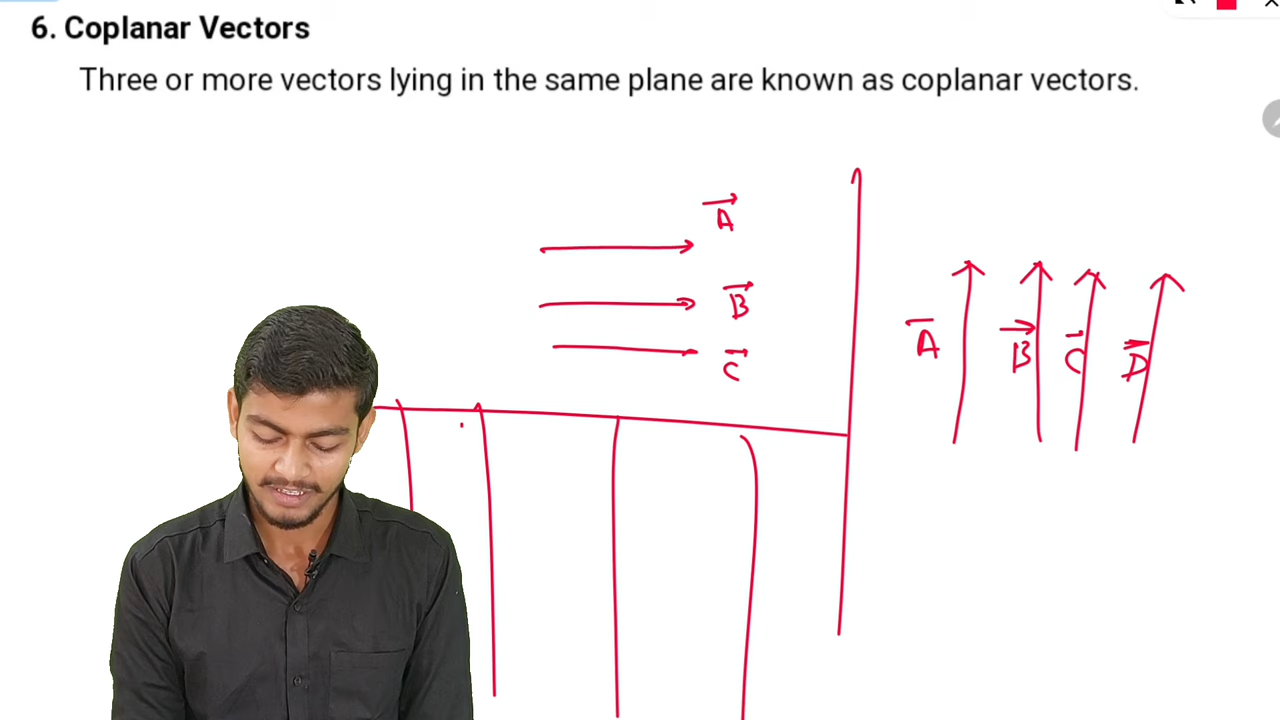 6. Coplanar Vectors
Three or more vectors lying in the same plane are known as coplanar vectors.
A
B
C
A
B
C
D